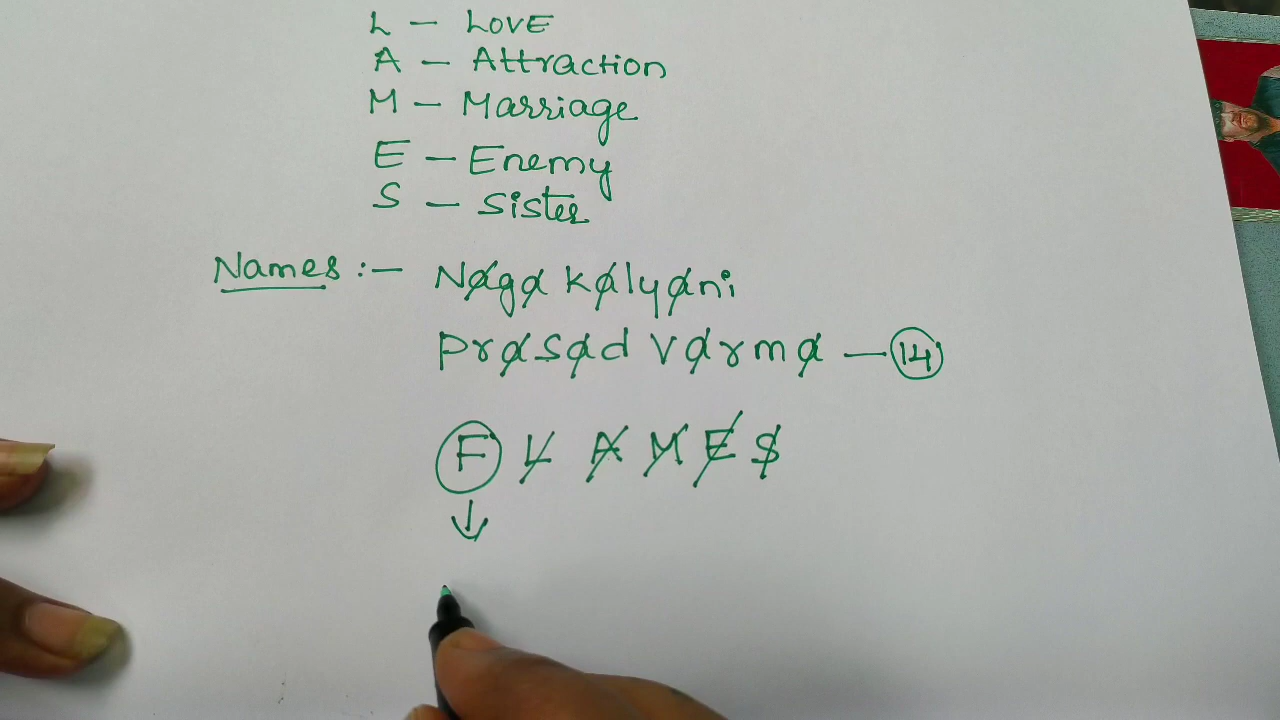 L – LOVE
A – Attraction
M – Marriage
E – Enemy
S – Sister
Names :– Naga kalyani
prasad varma – 14
F L A M E S